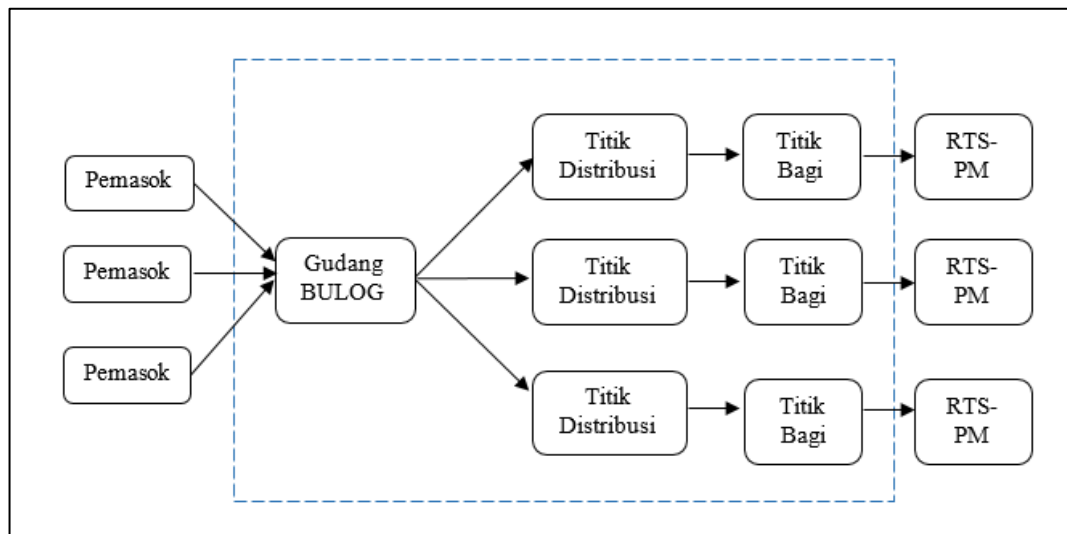 Pemasok
Pemasok
Pemasok
Gudang
BULOG
Titik
Distribusi
Titik
Bagi
RTS-
PM
Titik
Distribusi
Titik
Bagi
RTS-
PM
Titik
Distribusi
Titik
Bagi
RTS-
PM